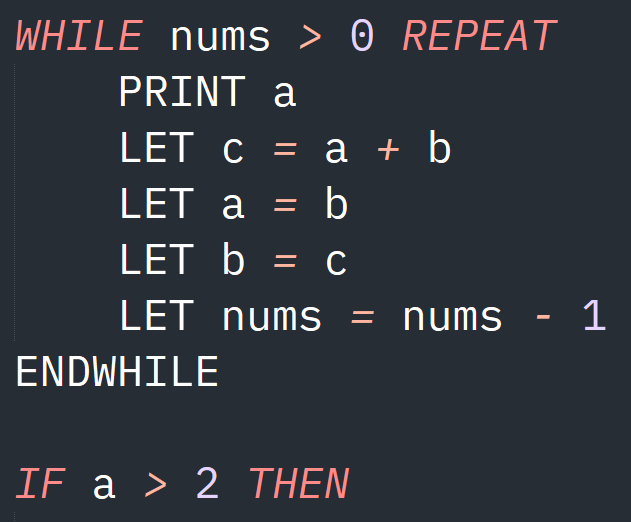 WHILE nums > 0 REPEAT
    PRINT a
    LET c = a + b
    LET a = b
    LET b = c
    LET nums = nums - 1
ENDWHILE

IF a > 2 THEN